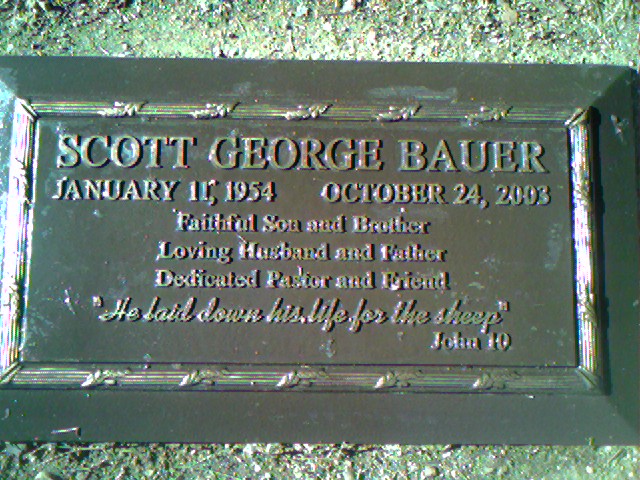 SCOTT GEORGE BAUER
JANUARY 11, 1954 OCTOBER 24, 2003
Faithful Son and Brother
Loving Husband and Father
Dedicated Pastor and Friend
"He laid down his life for the sheep"
John 10